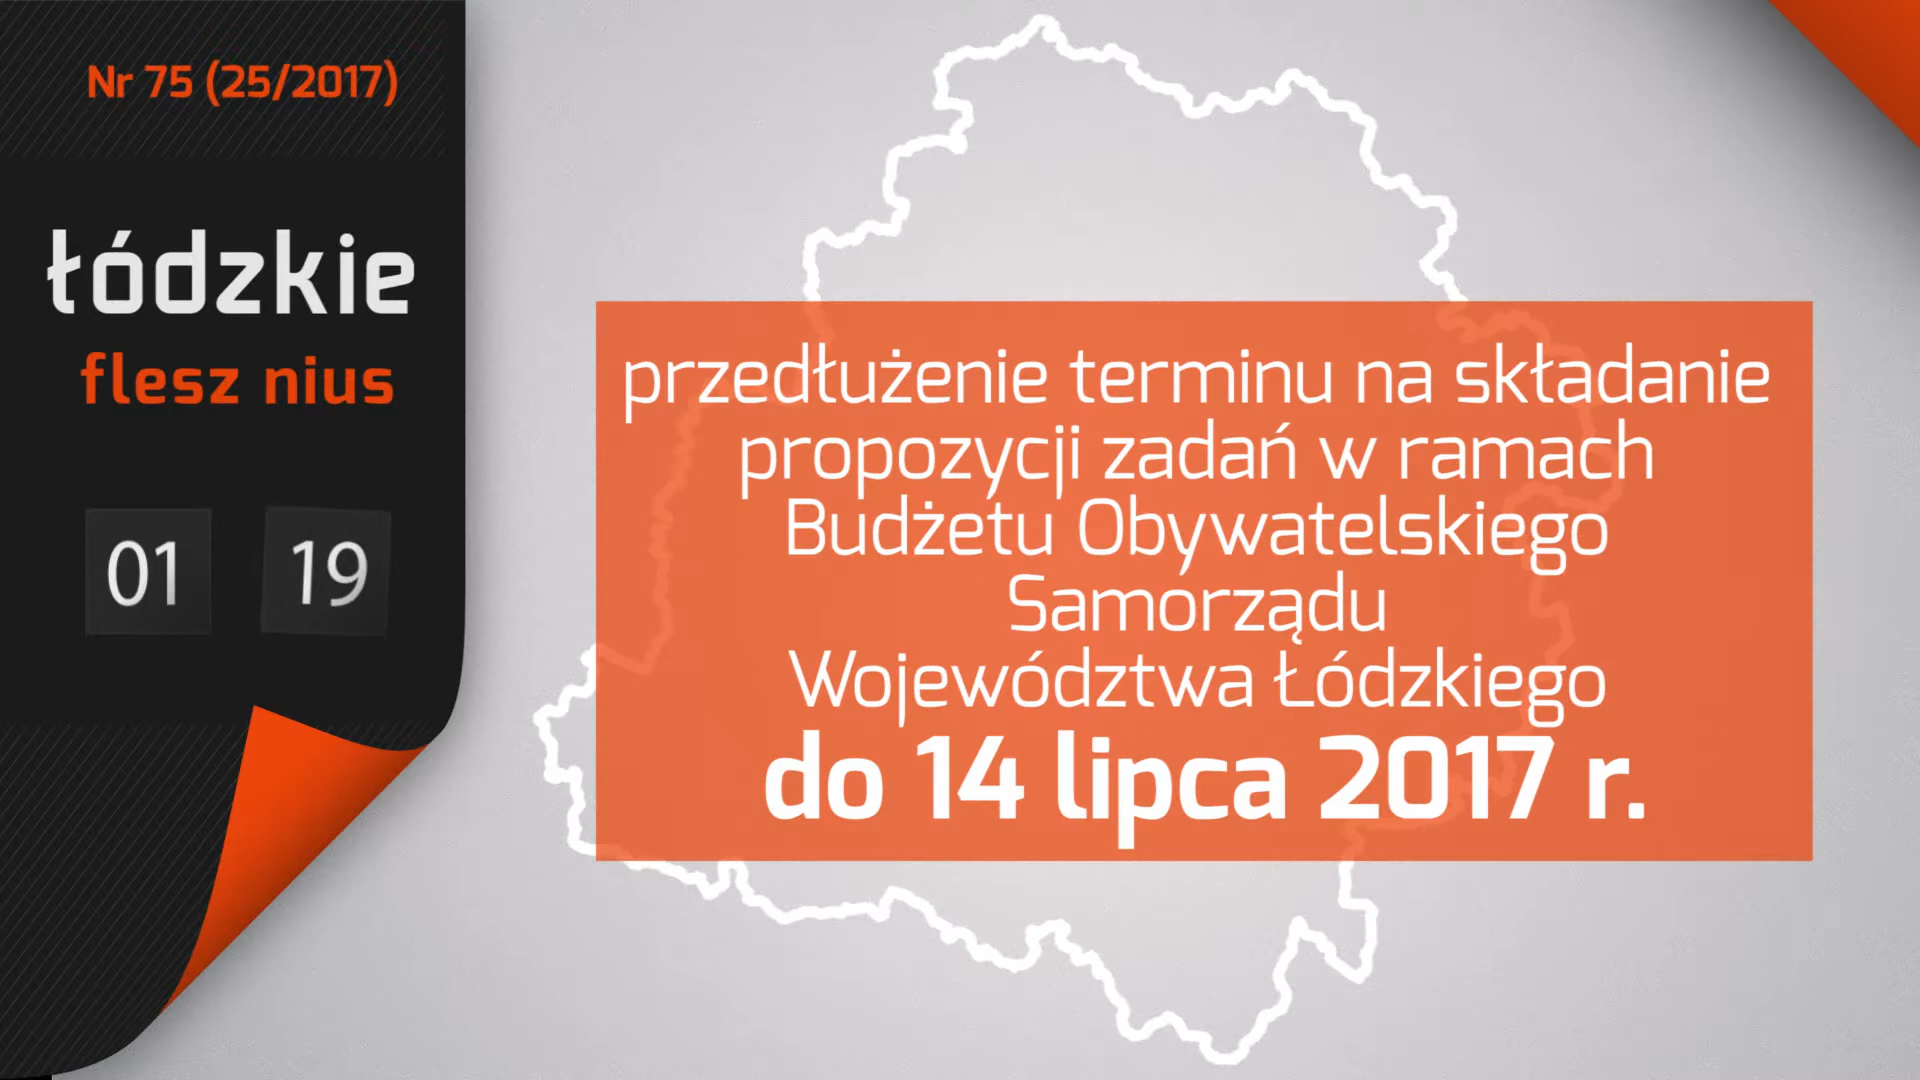 Nr 75 (25/2017)
łódzkie
flesz nius
01 19
przedłużenie terminu na składanie
propozycji zadań w ramach
Budżetu Obywatelskiego
Samorządu
Województwa Łódzkiego
do 14 lipca 2017 r.